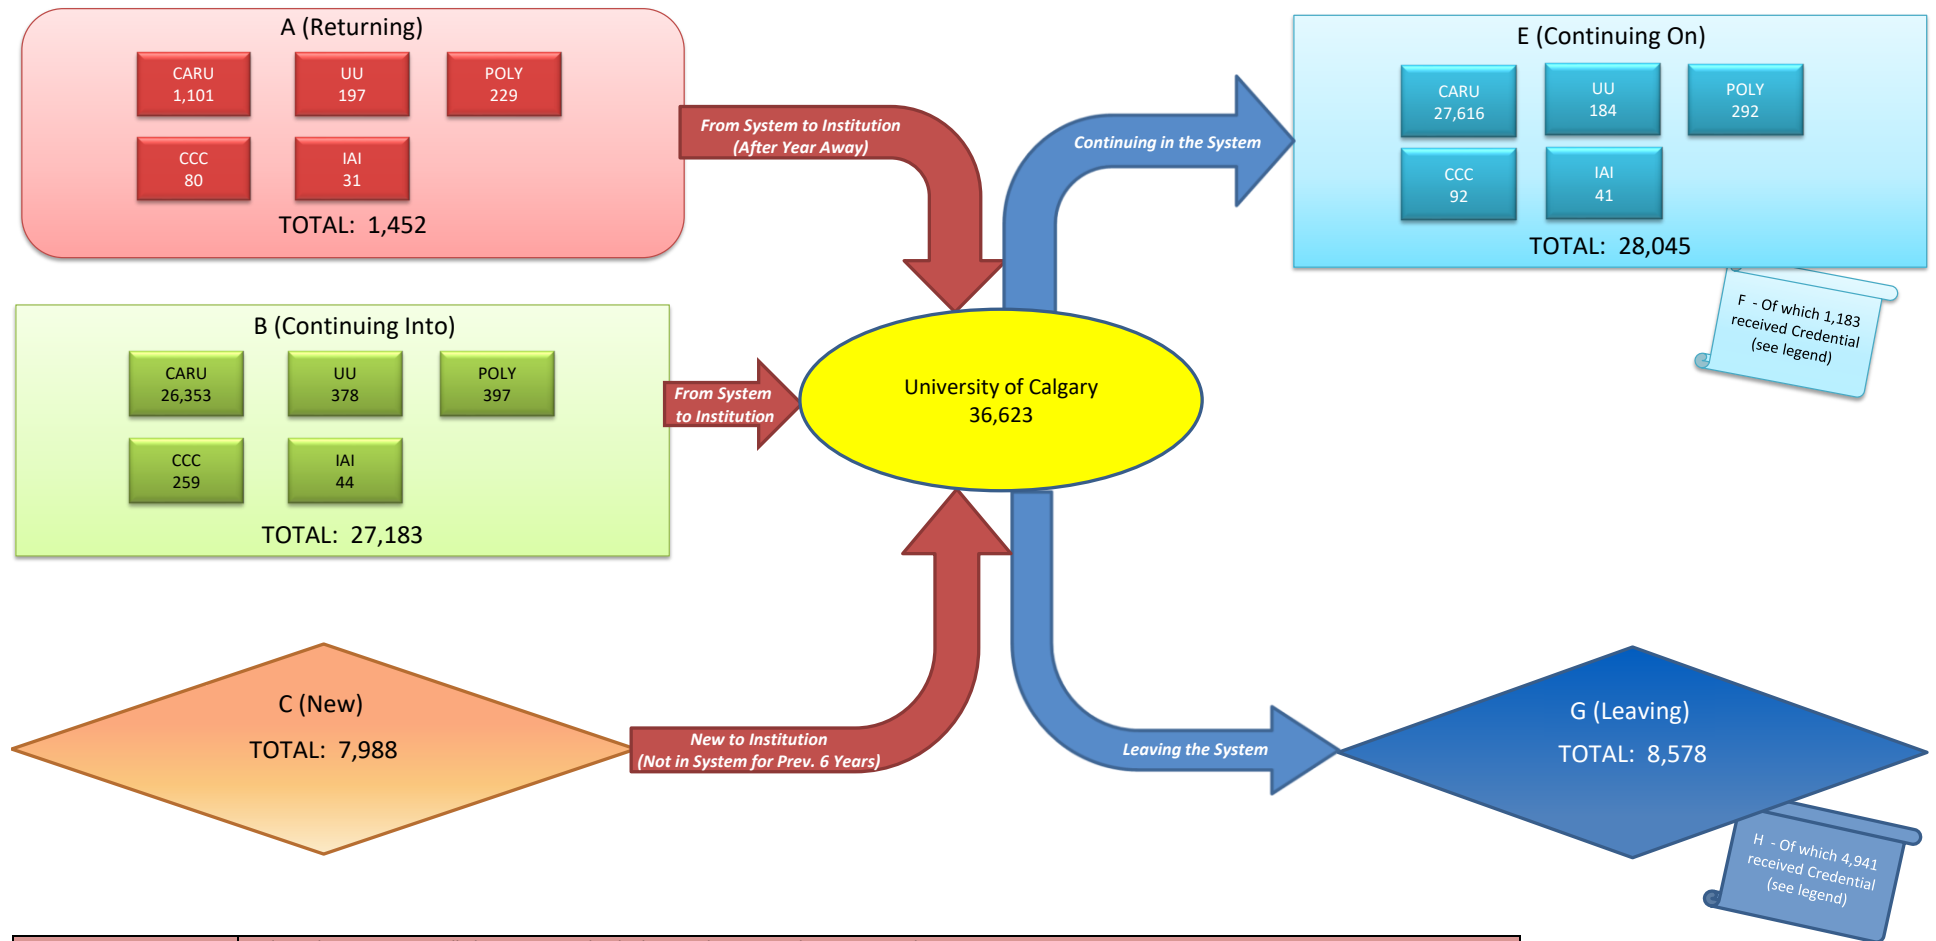 A (Returning)
CARU
1,101
UU
197
POLY
229
CCC
80
IAI
31
TOTAL: 1,452
From System to Institution
(After Year Away)
Continuing in the System
E (Continuing On)
CARU
27,616
UU
184
POLY
292
CCC
92
IAI
41
TOTAL: 28,045
F - Of which 1,183
received Credential
(see legend)
B (Continuing Into)
CARU
26,353
UU
378
POLY
397
CCC
259
IAI
44
TOTAL: 27,183
From System
to Institution
University of Calgary
36,623
C (New)
TOTAL: 7,988
New to Institution
(Not in System for Prev. 6 Years)
Leaving the System
G (Leaving)
TOTAL: 8,578
H - Of which 4,941
received Credential
(see legend)